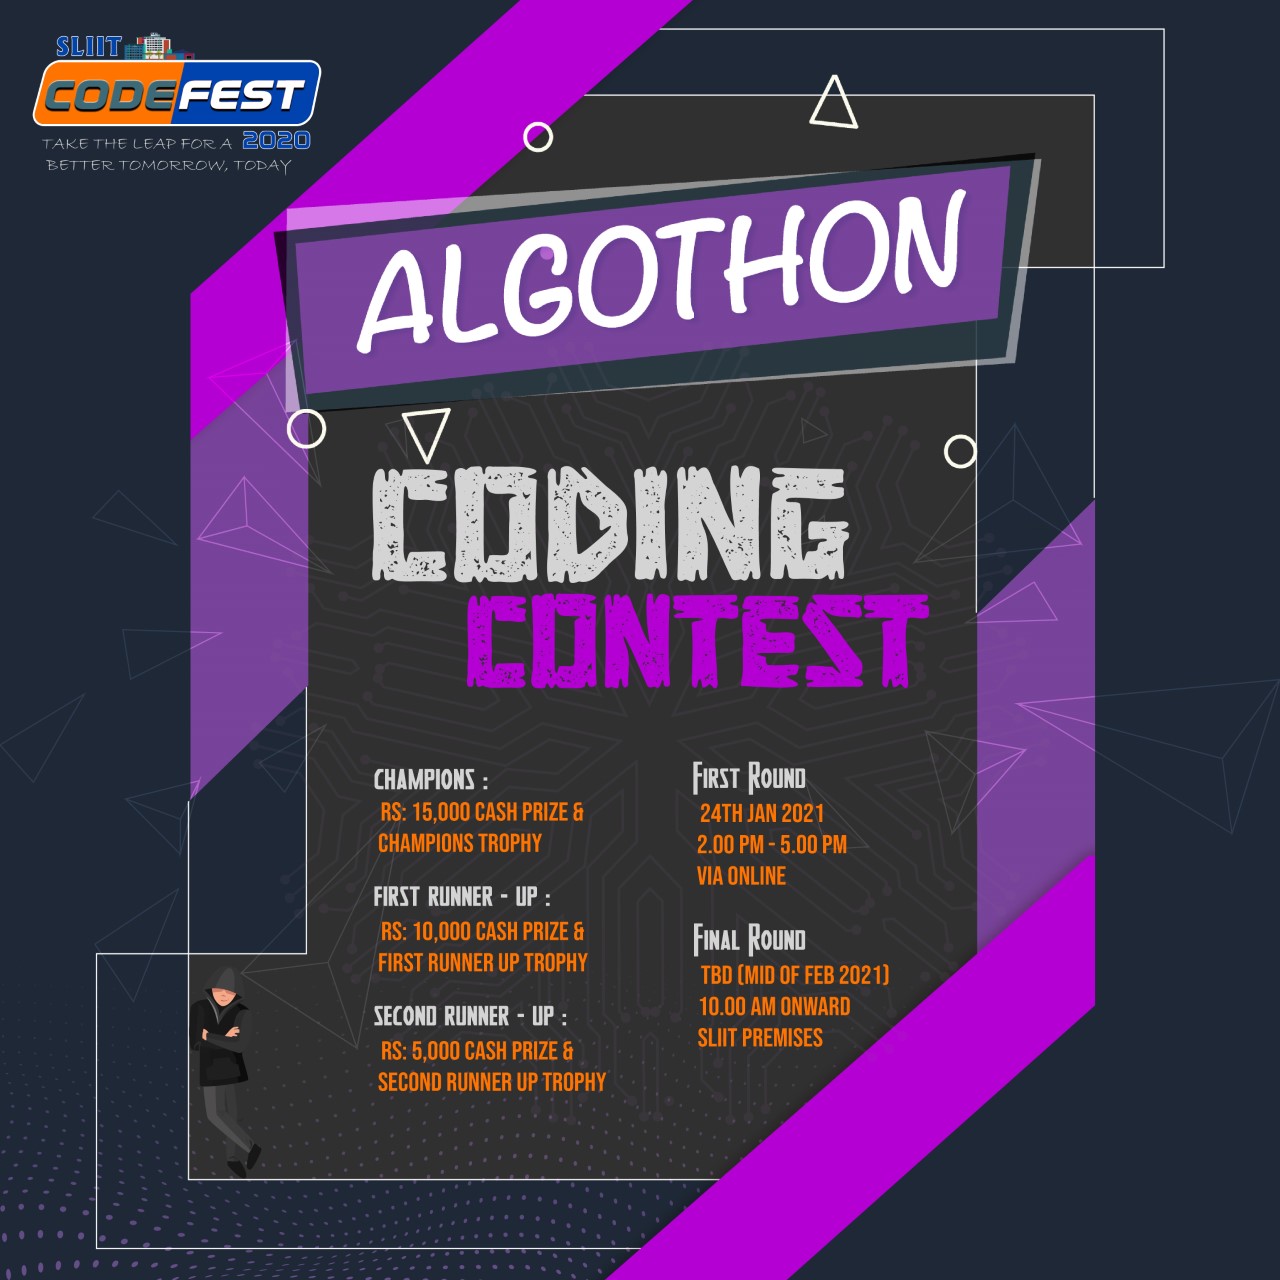 SLIIT
CODEFEST
2020
TAKE THE LEAP FOR A
BETTER TOMORROW, TODAY
ALGOTHON
CODING
CONTEST
CHAMPIONS :
RS: 15,000 CASH PRIZE &
CHAMPIONS TROPHY
FIRST RUNNER - UP :
RS: 10,000 CASH PRIZE &
FIRST RUNNER UP TROPHY
SECOND RUNNER - UP :
RS: 5,000 CASH PRIZE &
SECOND RUNNER UP TROPHY
FIRST ROUND
24TH JAN 2021
2.00 PM - 5.00 PM
VIA ONLINE
FINAL ROUND
TBD (MID OF FEB 2021)
10.00 AM ONWARD
SLIIT PREMISES